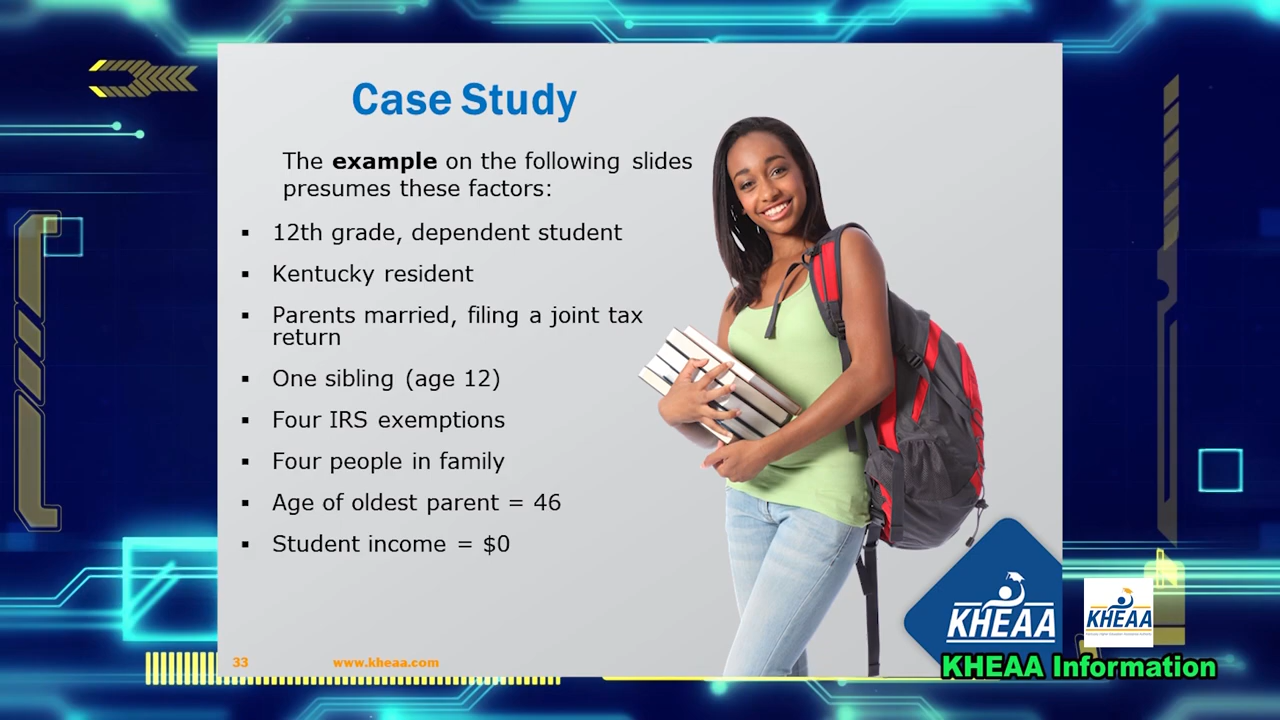 Case Study
The example on the following slides
presumes these factors:
▪ 12th grade, dependent student
▪ Kentucky resident
▪ Parents married, filing a joint tax
return
▪ One sibling (age 12)
▪ Four IRS exemptions
▪ Four people in family
▪ Age of oldest parent = 46
▪ Student income = $0
KHEAA
KHEAA
33 www.kheaa.com
KHEAA Information